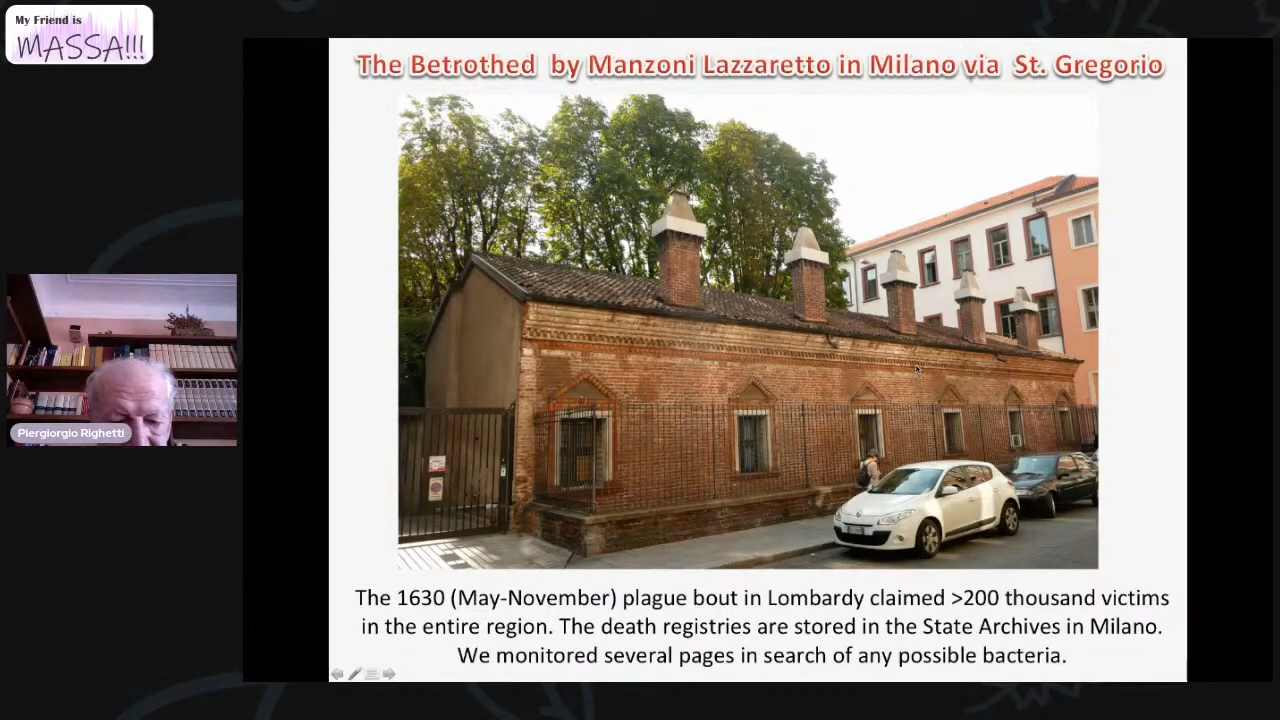 My Friend is
MASSA!!!
The Betrothed by Manzoni Lazzaretto in Milano via St. Gregorio
Piergiorgio Righetti
The 1630 (May-November) plague bout in Lombardy claimed >200 thousand victims
in the entire region. The death registries are stored in the State Archives in Milano.
We monitored several pages in search of any possible bacteria.